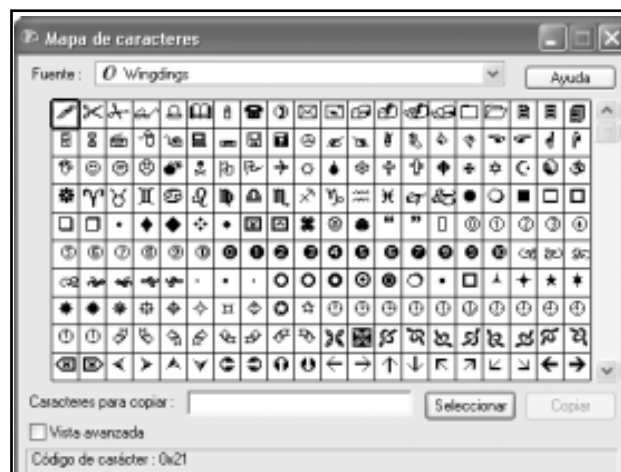 Mapa de caracteres
Fuente : O Wingdings Ayuda
Caracteres para copiar : Seleccionar Copiar
Vista avanzada
Código de carácter : 0x21